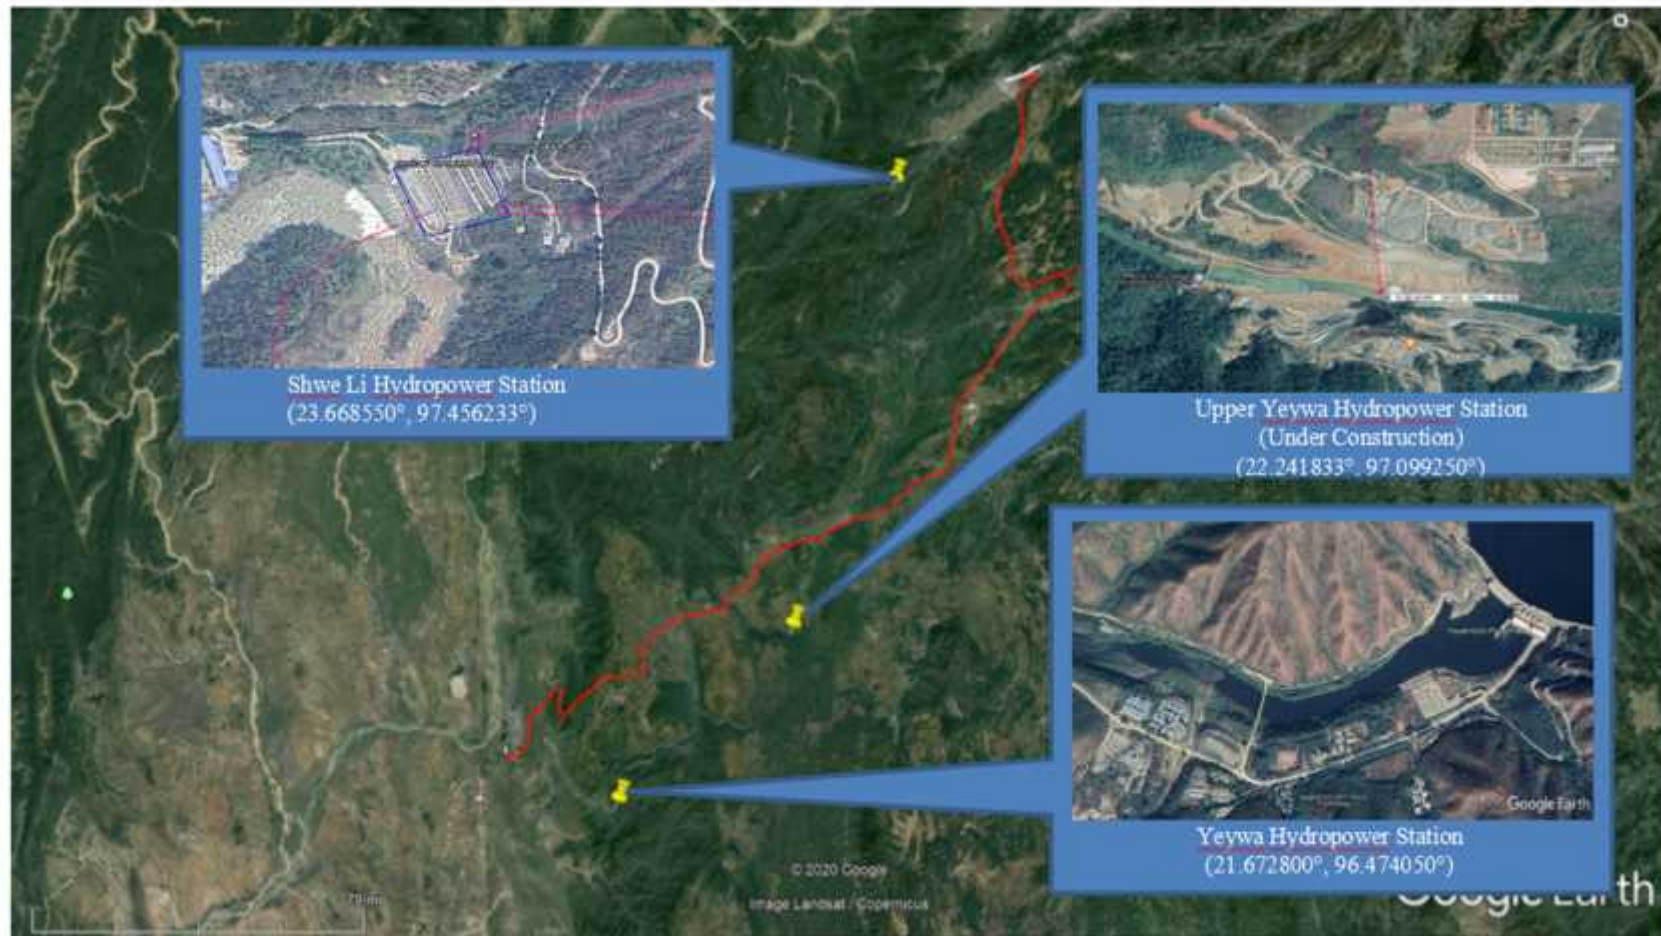 Shwe Li Hydropower Station
(23.668550°, 97.456233°)
Upper Yeywa Hydropower Station
(Under Construction)
(22.241833°, 97.099250°)
Google Earth
Yeywa Hydropower Station
(21.672800°, 96.474050°)
© 2020 Google
Image Landsat / Copernicus
Google Earth